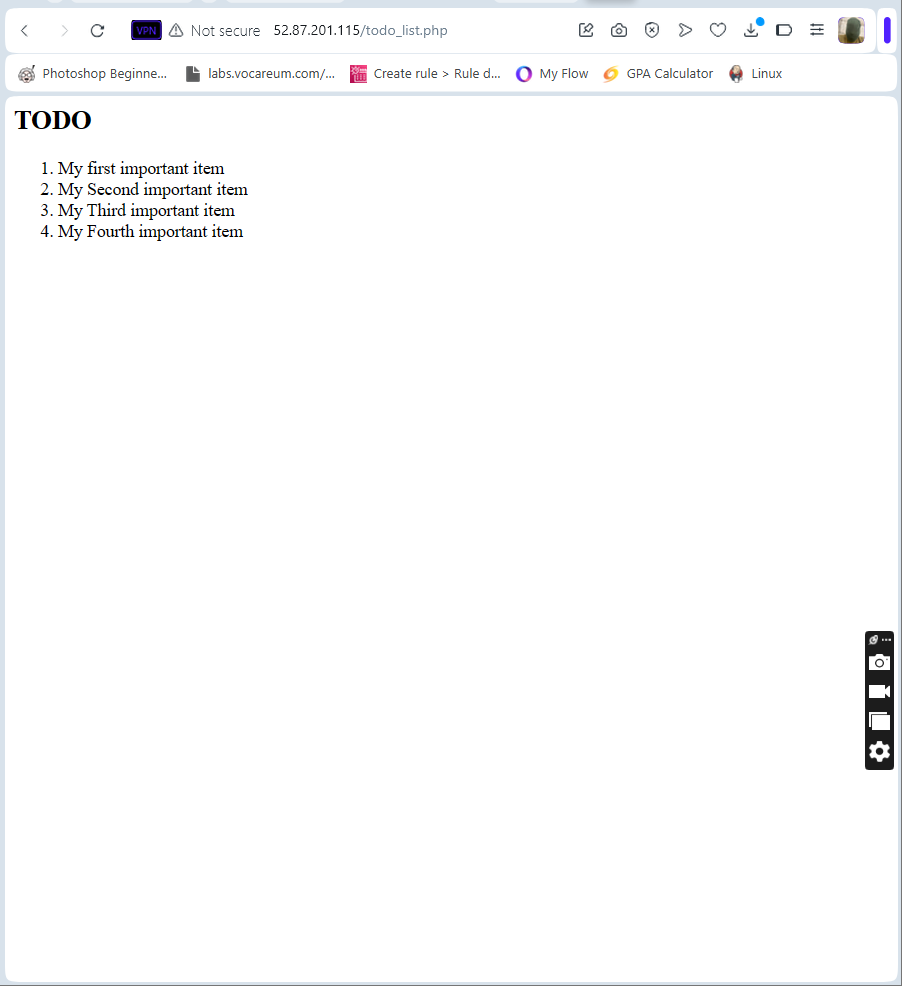 VPN Not secure 52.87.201.115/todo_list.php
Photoshop Beginne... labs.vocareum.com/... Create rule > Rule d... My Flow GPA Calculator Linux
TODO
1. My first important item
2. My Second important item
3. My Third important item
4. My Fourth important item